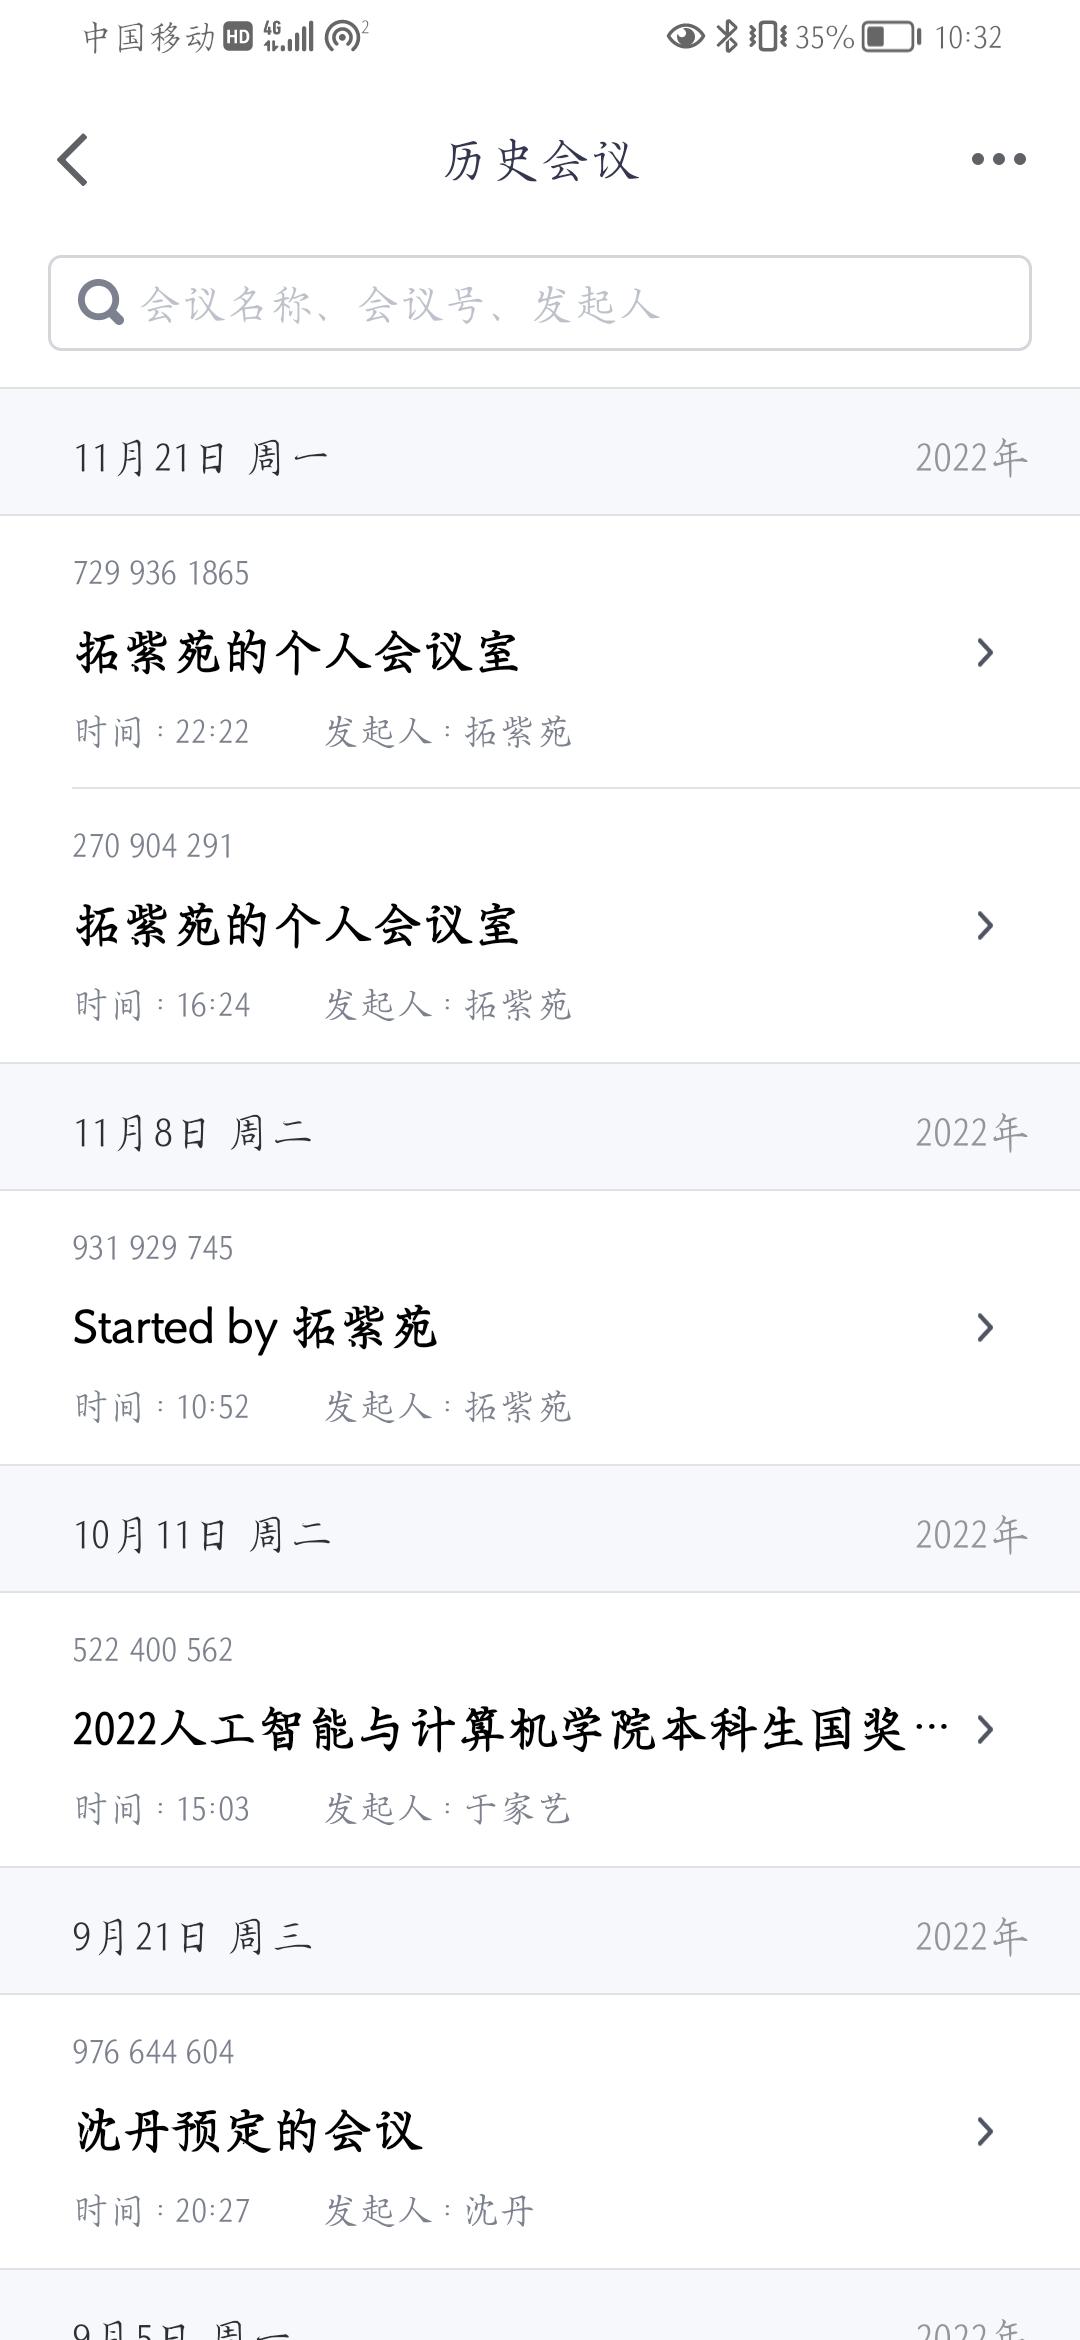 中国移动 HD 4G 2 35% 10:32
历史会议
会议名称、会议号、发起人
11月21日 周一 2022年
729 936 1865
拓紫苑的个人会议室
时间：22:22 发起人：拓紫苑
270 904 291
拓紫苑的个人会议室
时间：16:24 发起人：拓紫苑
11月8日 周二 2022年
931 929 745
Started by 拓紫苑
时间：10:52 发起人：拓紫苑
10月11日 周二 2022年
522 400 562
2022人工智能与计算机学院本科生国奖…
时间：15:03 发起人：于家艺
9月21日 周三 2022年
976 644 604
沈丹预定的会议
时间：20:27 发起人：沈丹
9月5日 周一 2022年